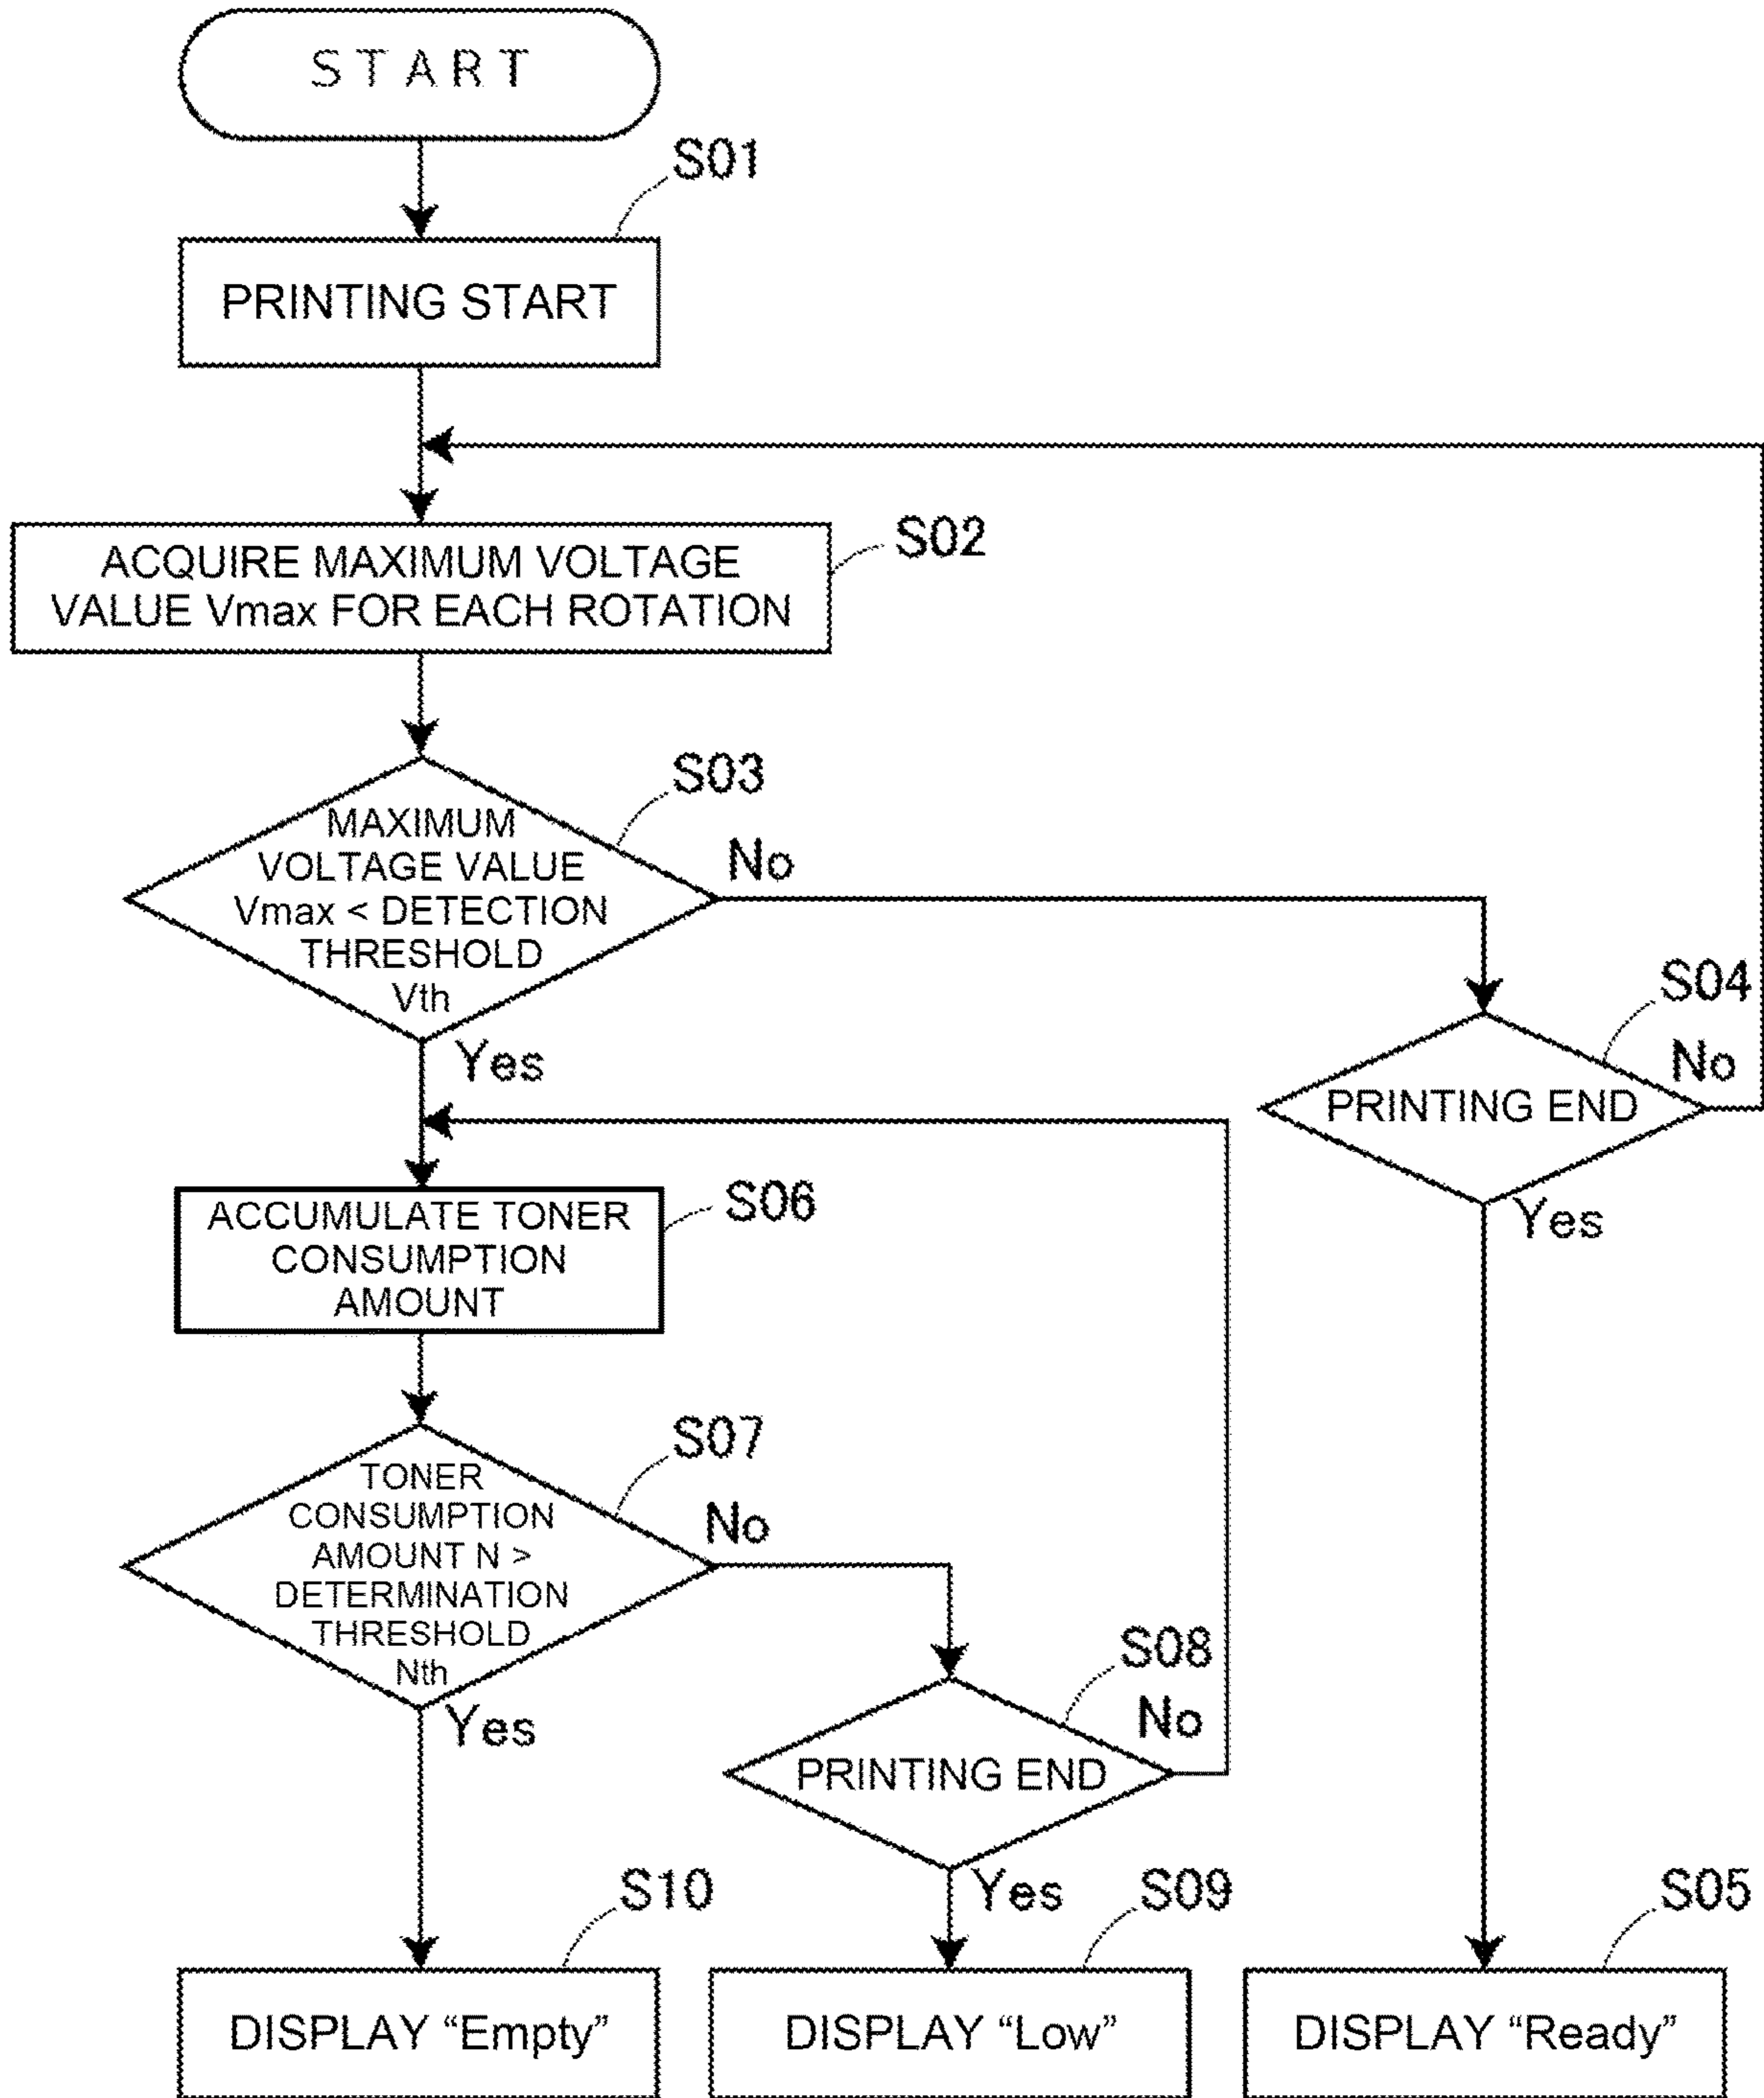 START
S01
PRINTING START
S02
ACQUIRE MAXIMUM VOLTAGE
VALUE Vmax FOR EACH ROTATION
S03
MAXIMUM
VOLTAGE VALUE
Vmax < DETECTION
THRESHOLD
Vth
No
Yes
S04
PRINTING END
No
Yes
S06
ACCUMULATE TONER
CONSUMPTION
AMOUNT
S07
TONER
CONSUMPTION
AMOUNT N >
DETERMINATION
THRESHOLD
Nth
No
Yes
S08
PRINTING END
No
Yes
S10
DISPLAY “Empty”
S09
DISPLAY “Low”
S05
DISPLAY “Ready”